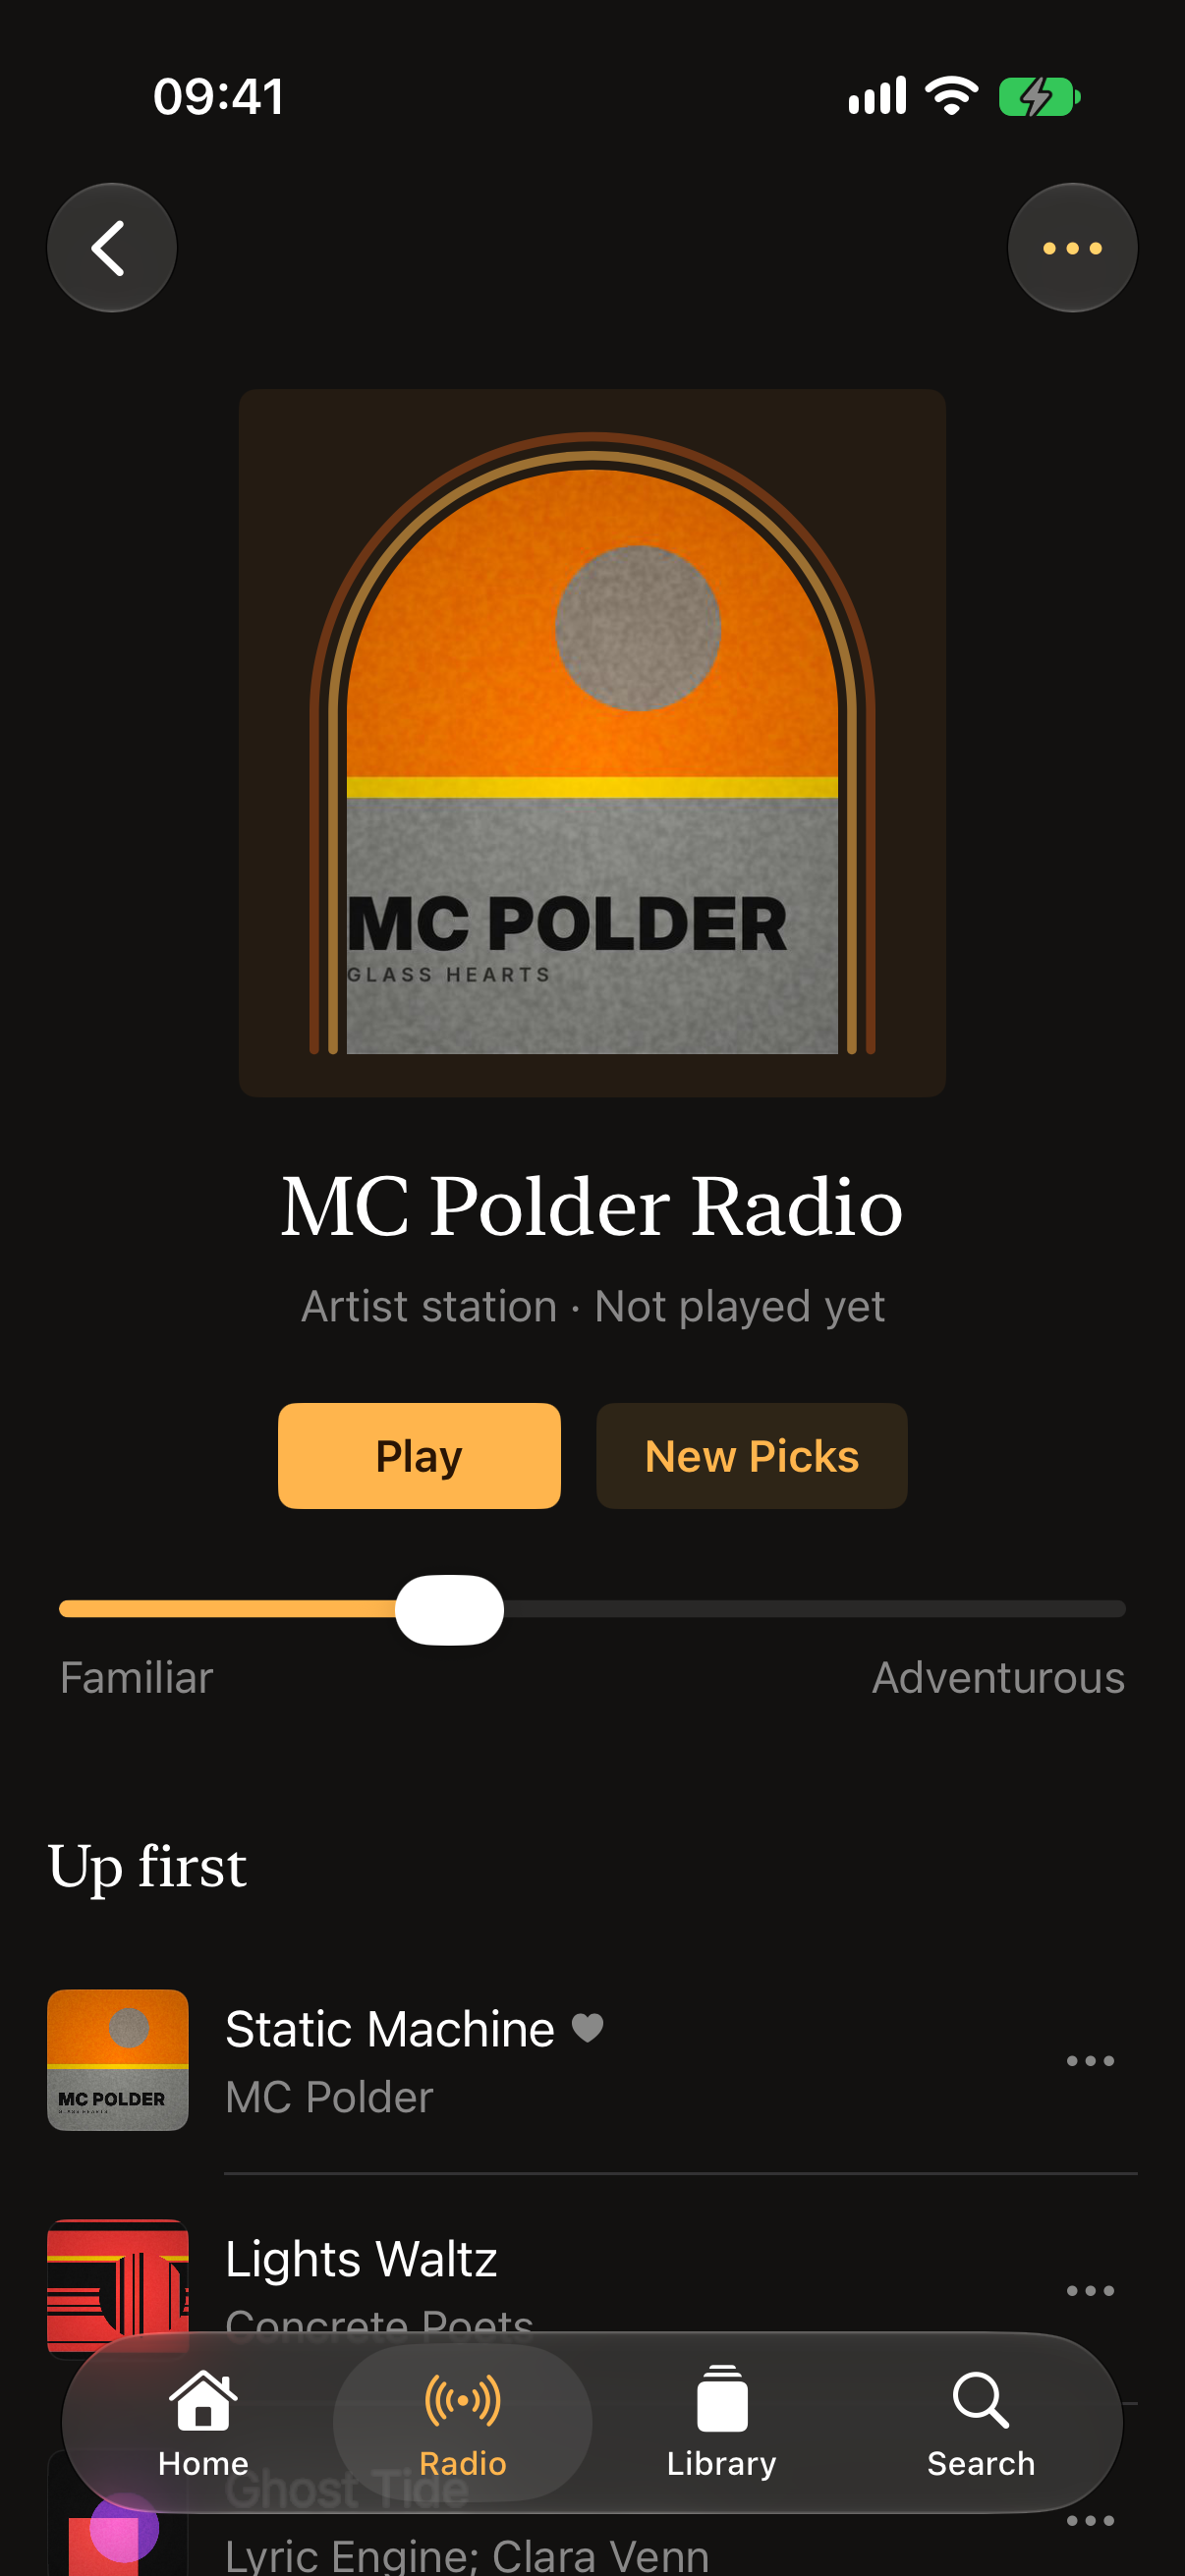 09:41
MC POLDER
GLASS HEARTS
MC Polder Radio
Artist station · Not played yet
Play
New Picks
Familiar
Adventurous
Up first
Static Machine
MC POLDER
MC Polder
Lights Waltz
Concrete Poets
Ghost Tide
Lyric Engine; Clara Venn
Home
Radio
Library
Search